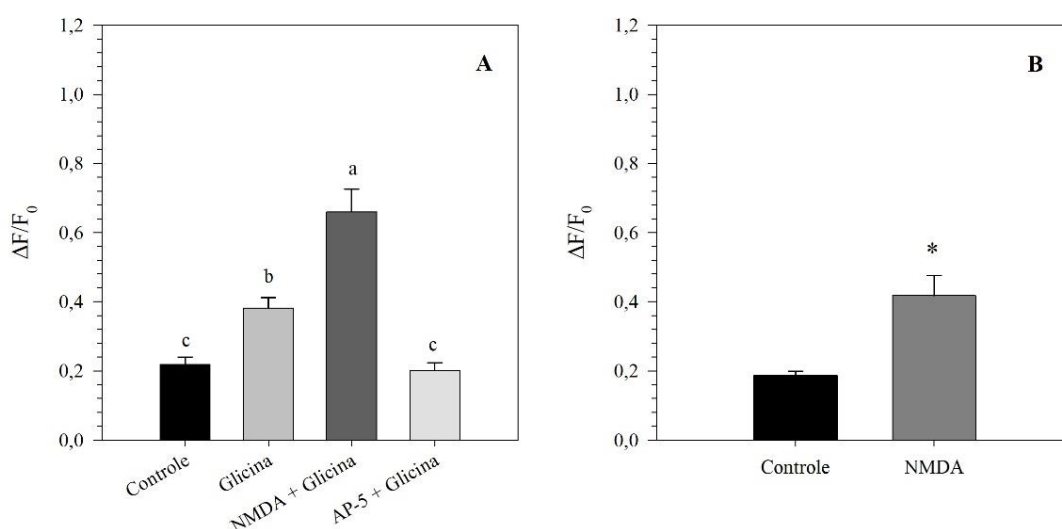 A
ΔF/F0
1,2
1,0
0,8
0,6
0,4
0,2
0,0
c
b
a
c
Controle
Glicina
NMDA + Glicina
AP-5 + Glicina
B
ΔF/F0
1,2
1,0
0,8
0,6
0,4
0,2
0,0
*
Controle
NMDA